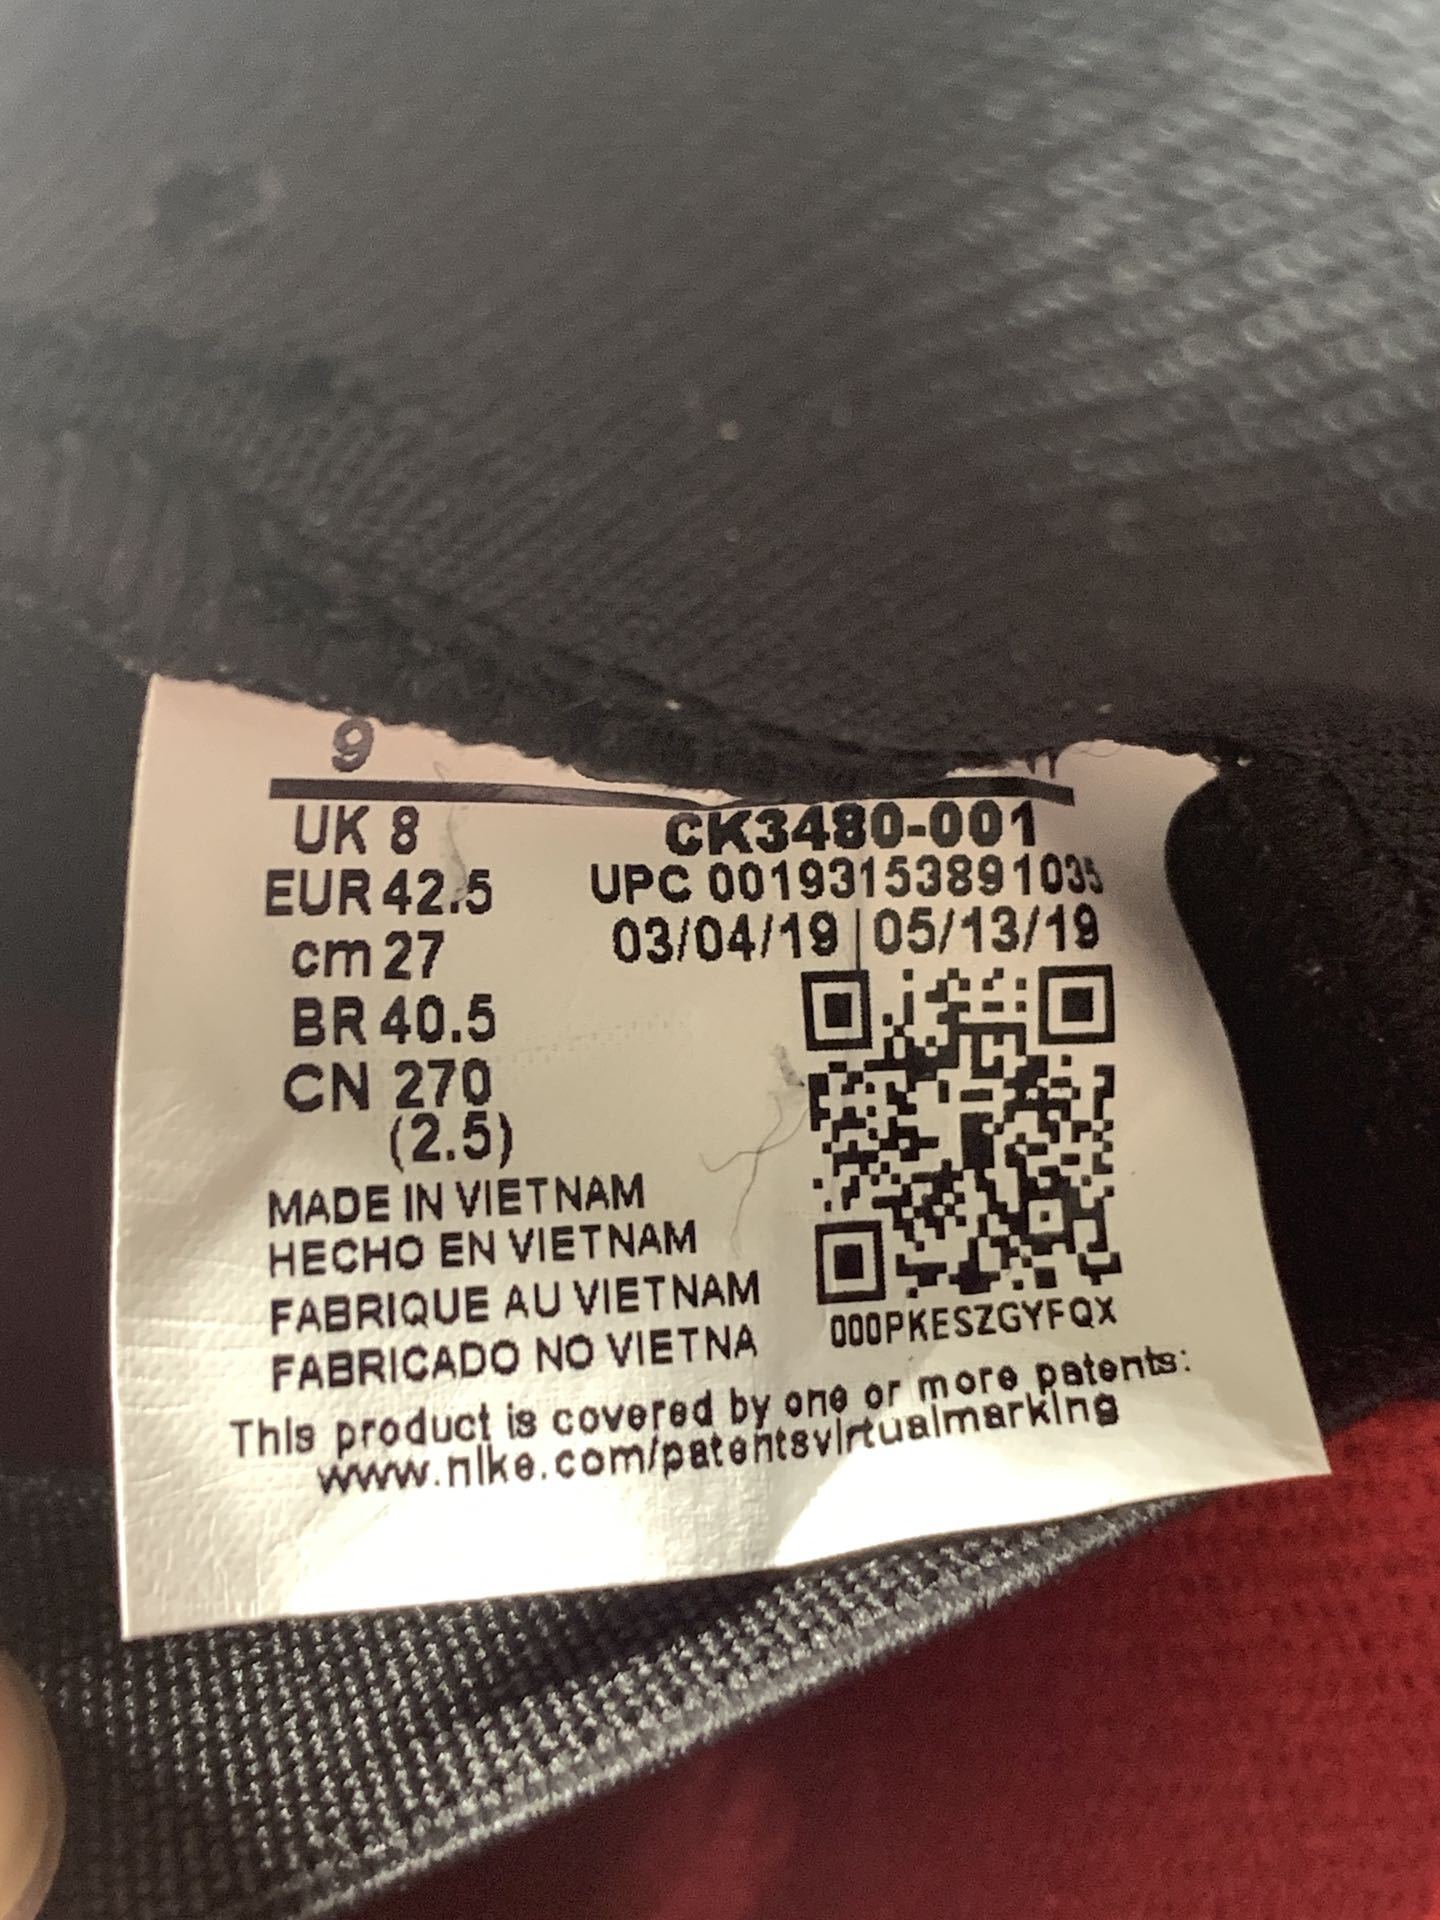 9
UK 8
EUR 42.5
cm 27
BR 40.5
CN 270
(2.5)
CK3480-001
UPC 00193153891035
03/04/19 | 05/13/19
000PKESZGYFQX
MADE IN VIETNAM
HECHO EN VIETNAM
FABRIQUE AU VIETNAM
FABRICADO NO VIETNA
This product is covered by one or more patents:
www.nike.com/patentsvirtualmarking